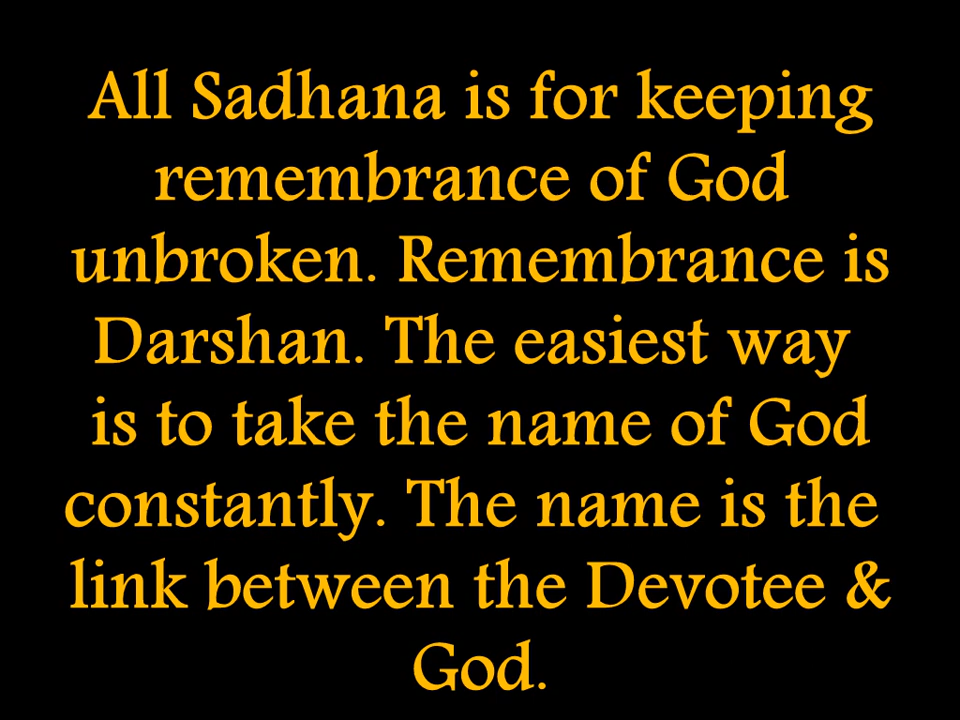 All Sadhana is for keeping
remembrance of God
unbroken. Remembrance is
Darshan. The easiest way
is to take the name of God
constantly. The name is the
link between the Devotee &
God.